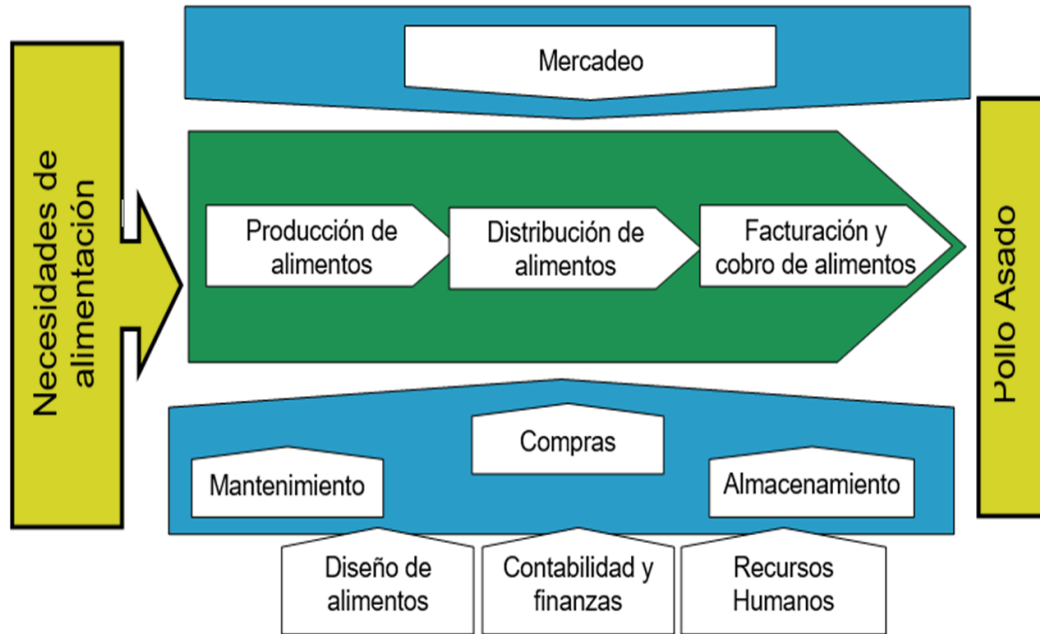 Mercadeo
Necesidades de
alimentación
Producción de
alimentos
Distribución de
alimentos
Facturación y
cobro de alimentos
Pollo Asado
Compras
Mantenimiento
Almacenamiento
Diseño de
alimentos
Contabilidad y
finanzas
Recursos
Humanos